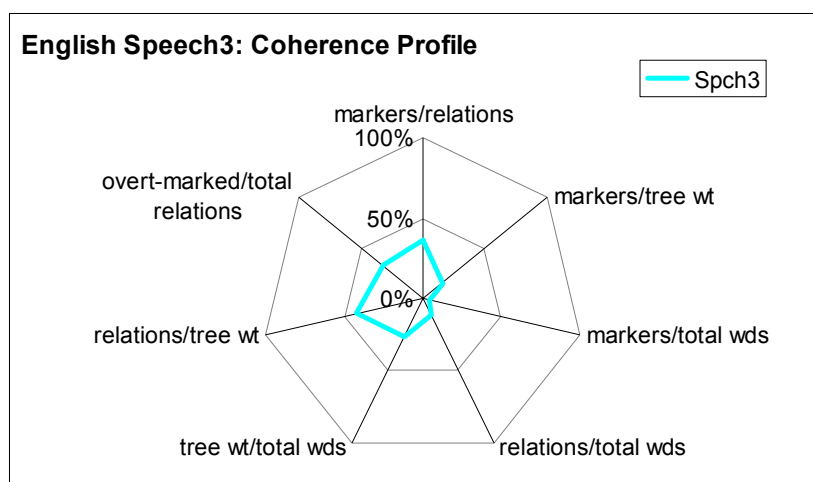 English Speech3: Coherence Profile
Spch3
markers/relations
100%
overt-marked/total
relations
markers/tree wt
50%
0%
relations/tree wt
markers/total wds
tree wt/total wds
relations/total wds